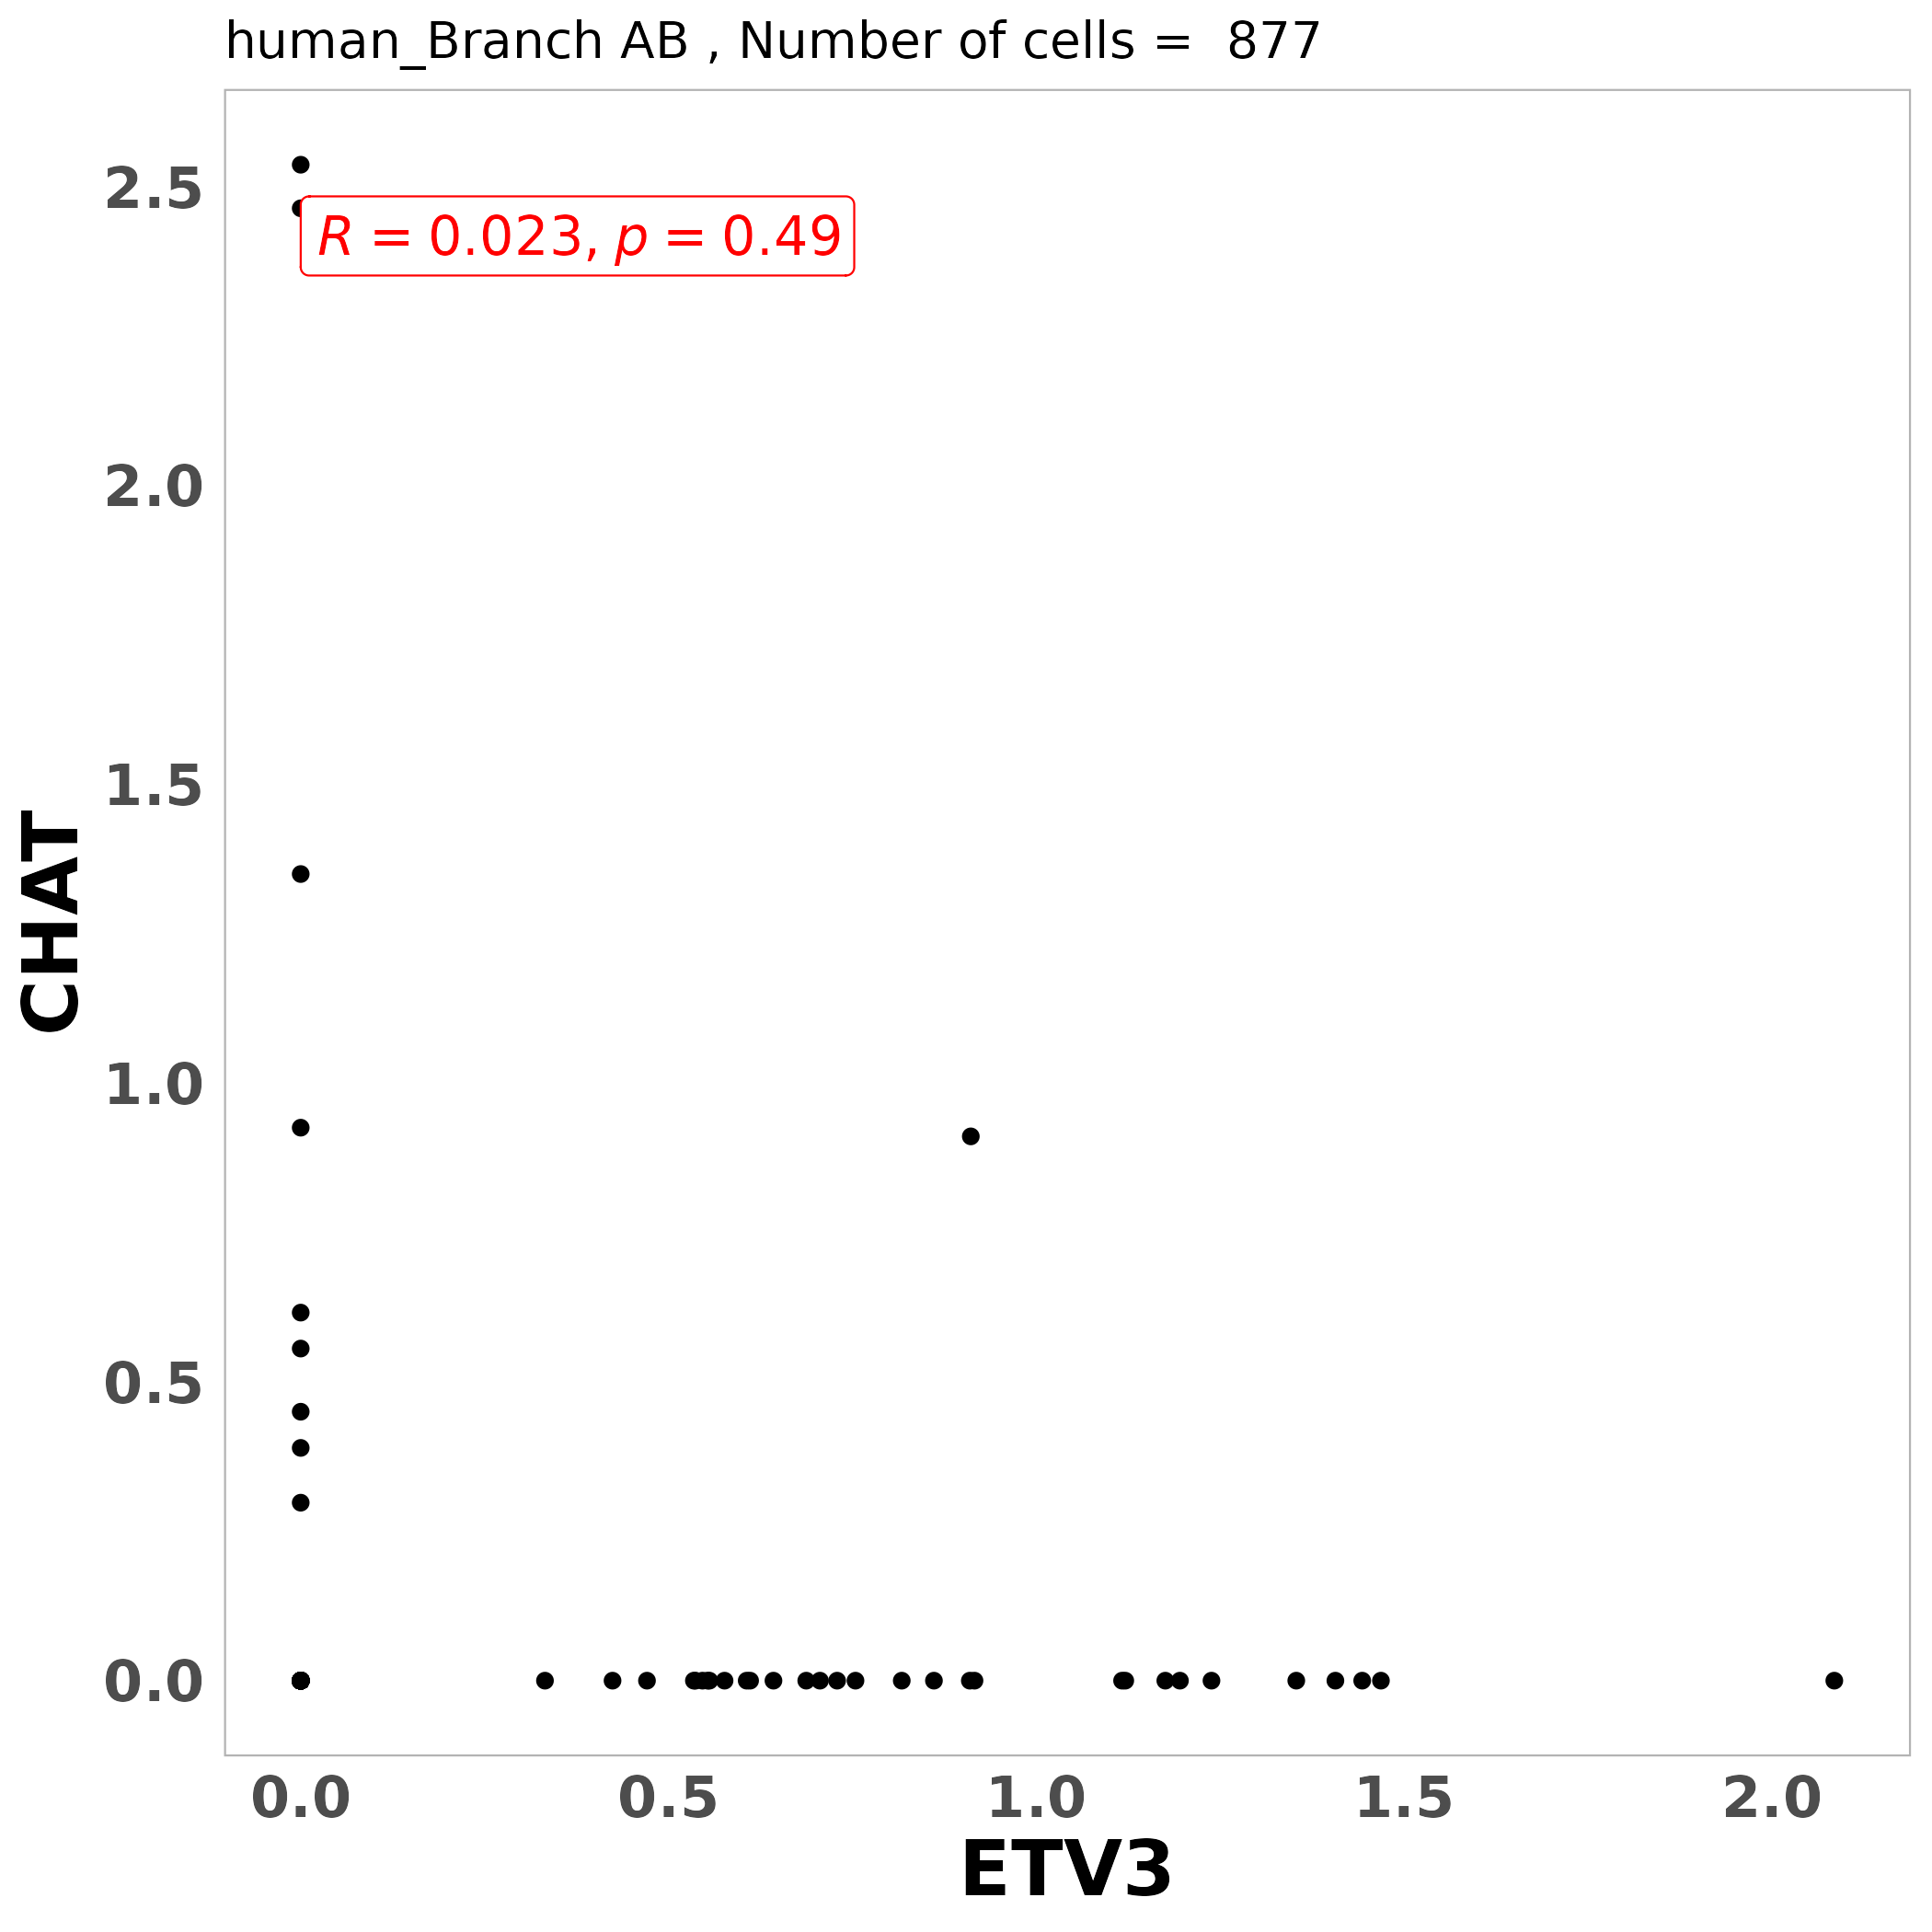 human_Branch AB , Number of cells =  877
R = 0.023, p = 0.49
CHAT
2.5
2.0
1.5
1.0
0.5
0.0
0.0 0.5 1.0 1.5 2.0
ETV3